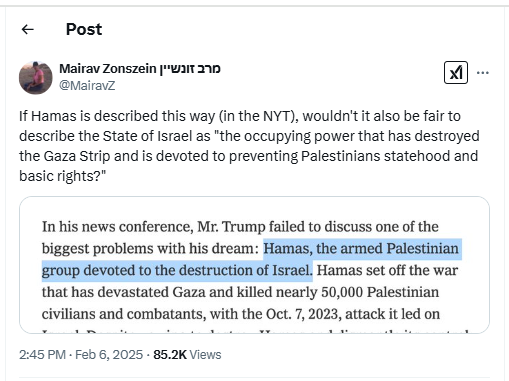 Post
Mairav Zonszein מרב זונשיין
@MairavZ
If Hamas is described this way (in the NYT), wouldn't it also be fair to
describe the State of Israel as "the occupying power that has destroyed
the Gaza Strip and is devoted to preventing Palestinians statehood and
basic rights?"
In his news conference, Mr. Trump failed to discuss one of the
biggest problems with his dream: Hamas, the armed Palestinian
group devoted to the destruction of Israel. Hamas set off the war
that has devastated Gaza and killed nearly 50,000 Palestinian
civilians and combatants, with the Oct. 7, 2023, attack it led on
2:45 PM · Feb 6, 2025 · 85.2K Views